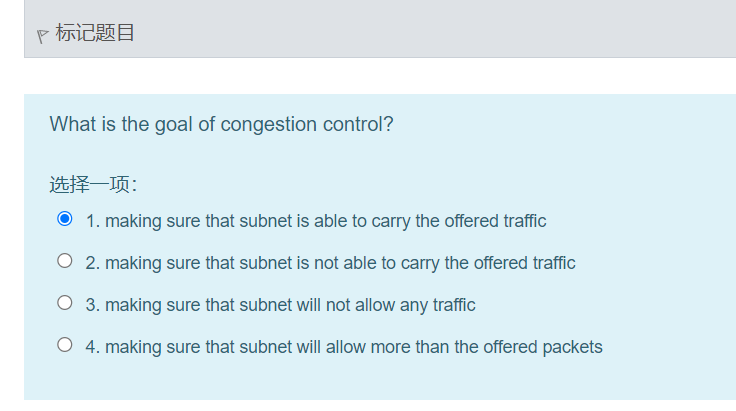 标记题目
What is the goal of congestion control?
选择一项：
1. making sure that subnet is able to carry the offered traffic
2. making sure that subnet is not able to carry the offered traffic
3. making sure that subnet will not allow any traffic
4. making sure that subnet will allow more than the offered packets